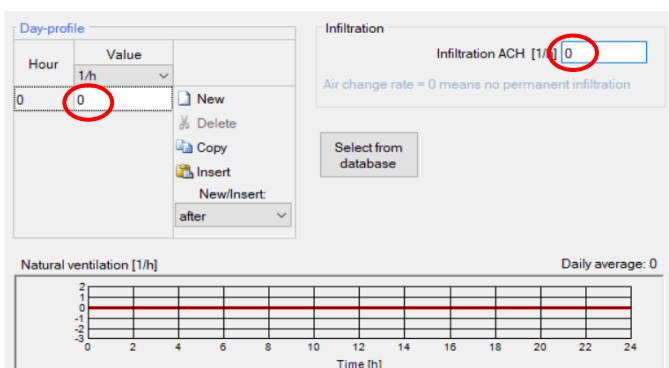 Day-profile
Hour
Value
1/h
0
0
New
Delete
Copy
Insert
New/Insert:
after
Infiltration
Infiltration ACH [1/h] 0
Air change rate = 0 means no permanent infiltration
Select from
database
Natural ventilation [1/h]
Daily average: 0
2
1
0
-1
-2
-3
0 2 4 6 8 10 12 14 16 18 20 22 24
Time [h]